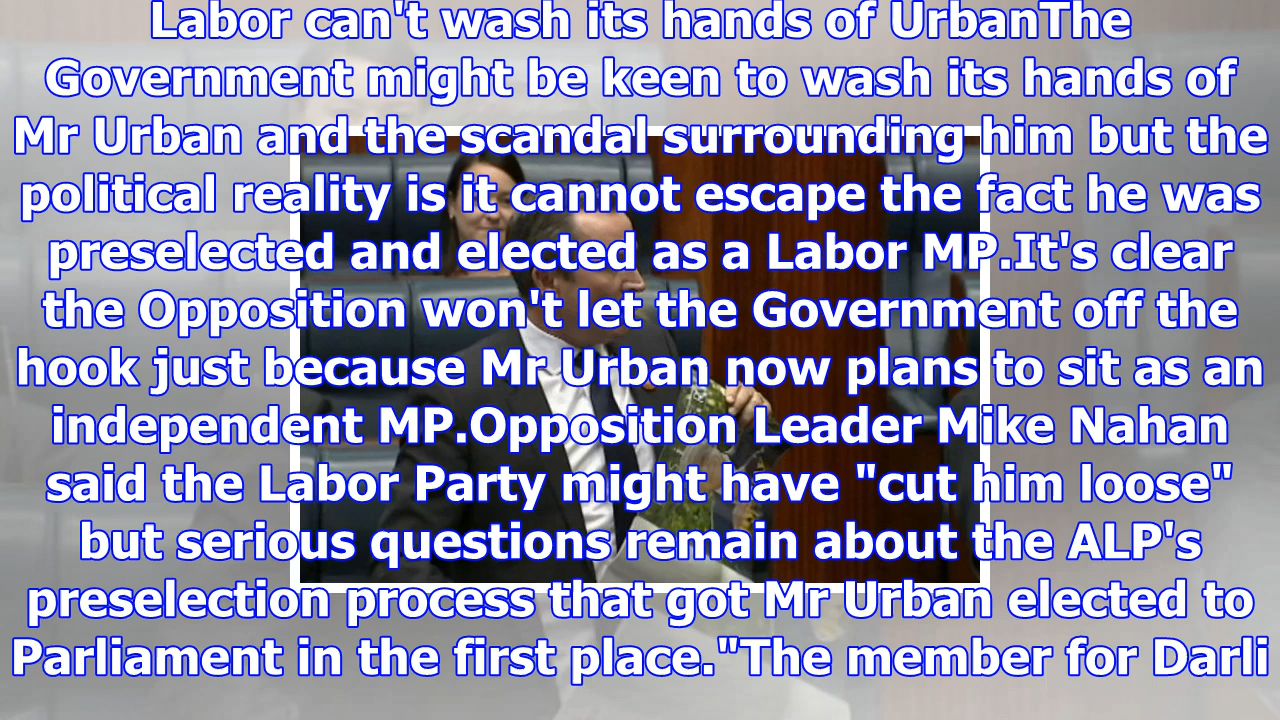 Labor can't wash its hands of UrbanThe
Government might be keen to wash its hands of
Mr Urban and the scandal surrounding him but the
political reality is it cannot escape the fact he was
preselected and elected as a Labor MP.It's clear
the Opposition won't let the Government off the
hook just because Mr Urban now plans to sit as an
independent MP.Opposition Leader Mike Nahan
said the Labor Party might have "cut him loose"
but serious questions remain about the ALP's
preselection process that got Mr Urban elected to
Parliament in the first place."The member for Darli